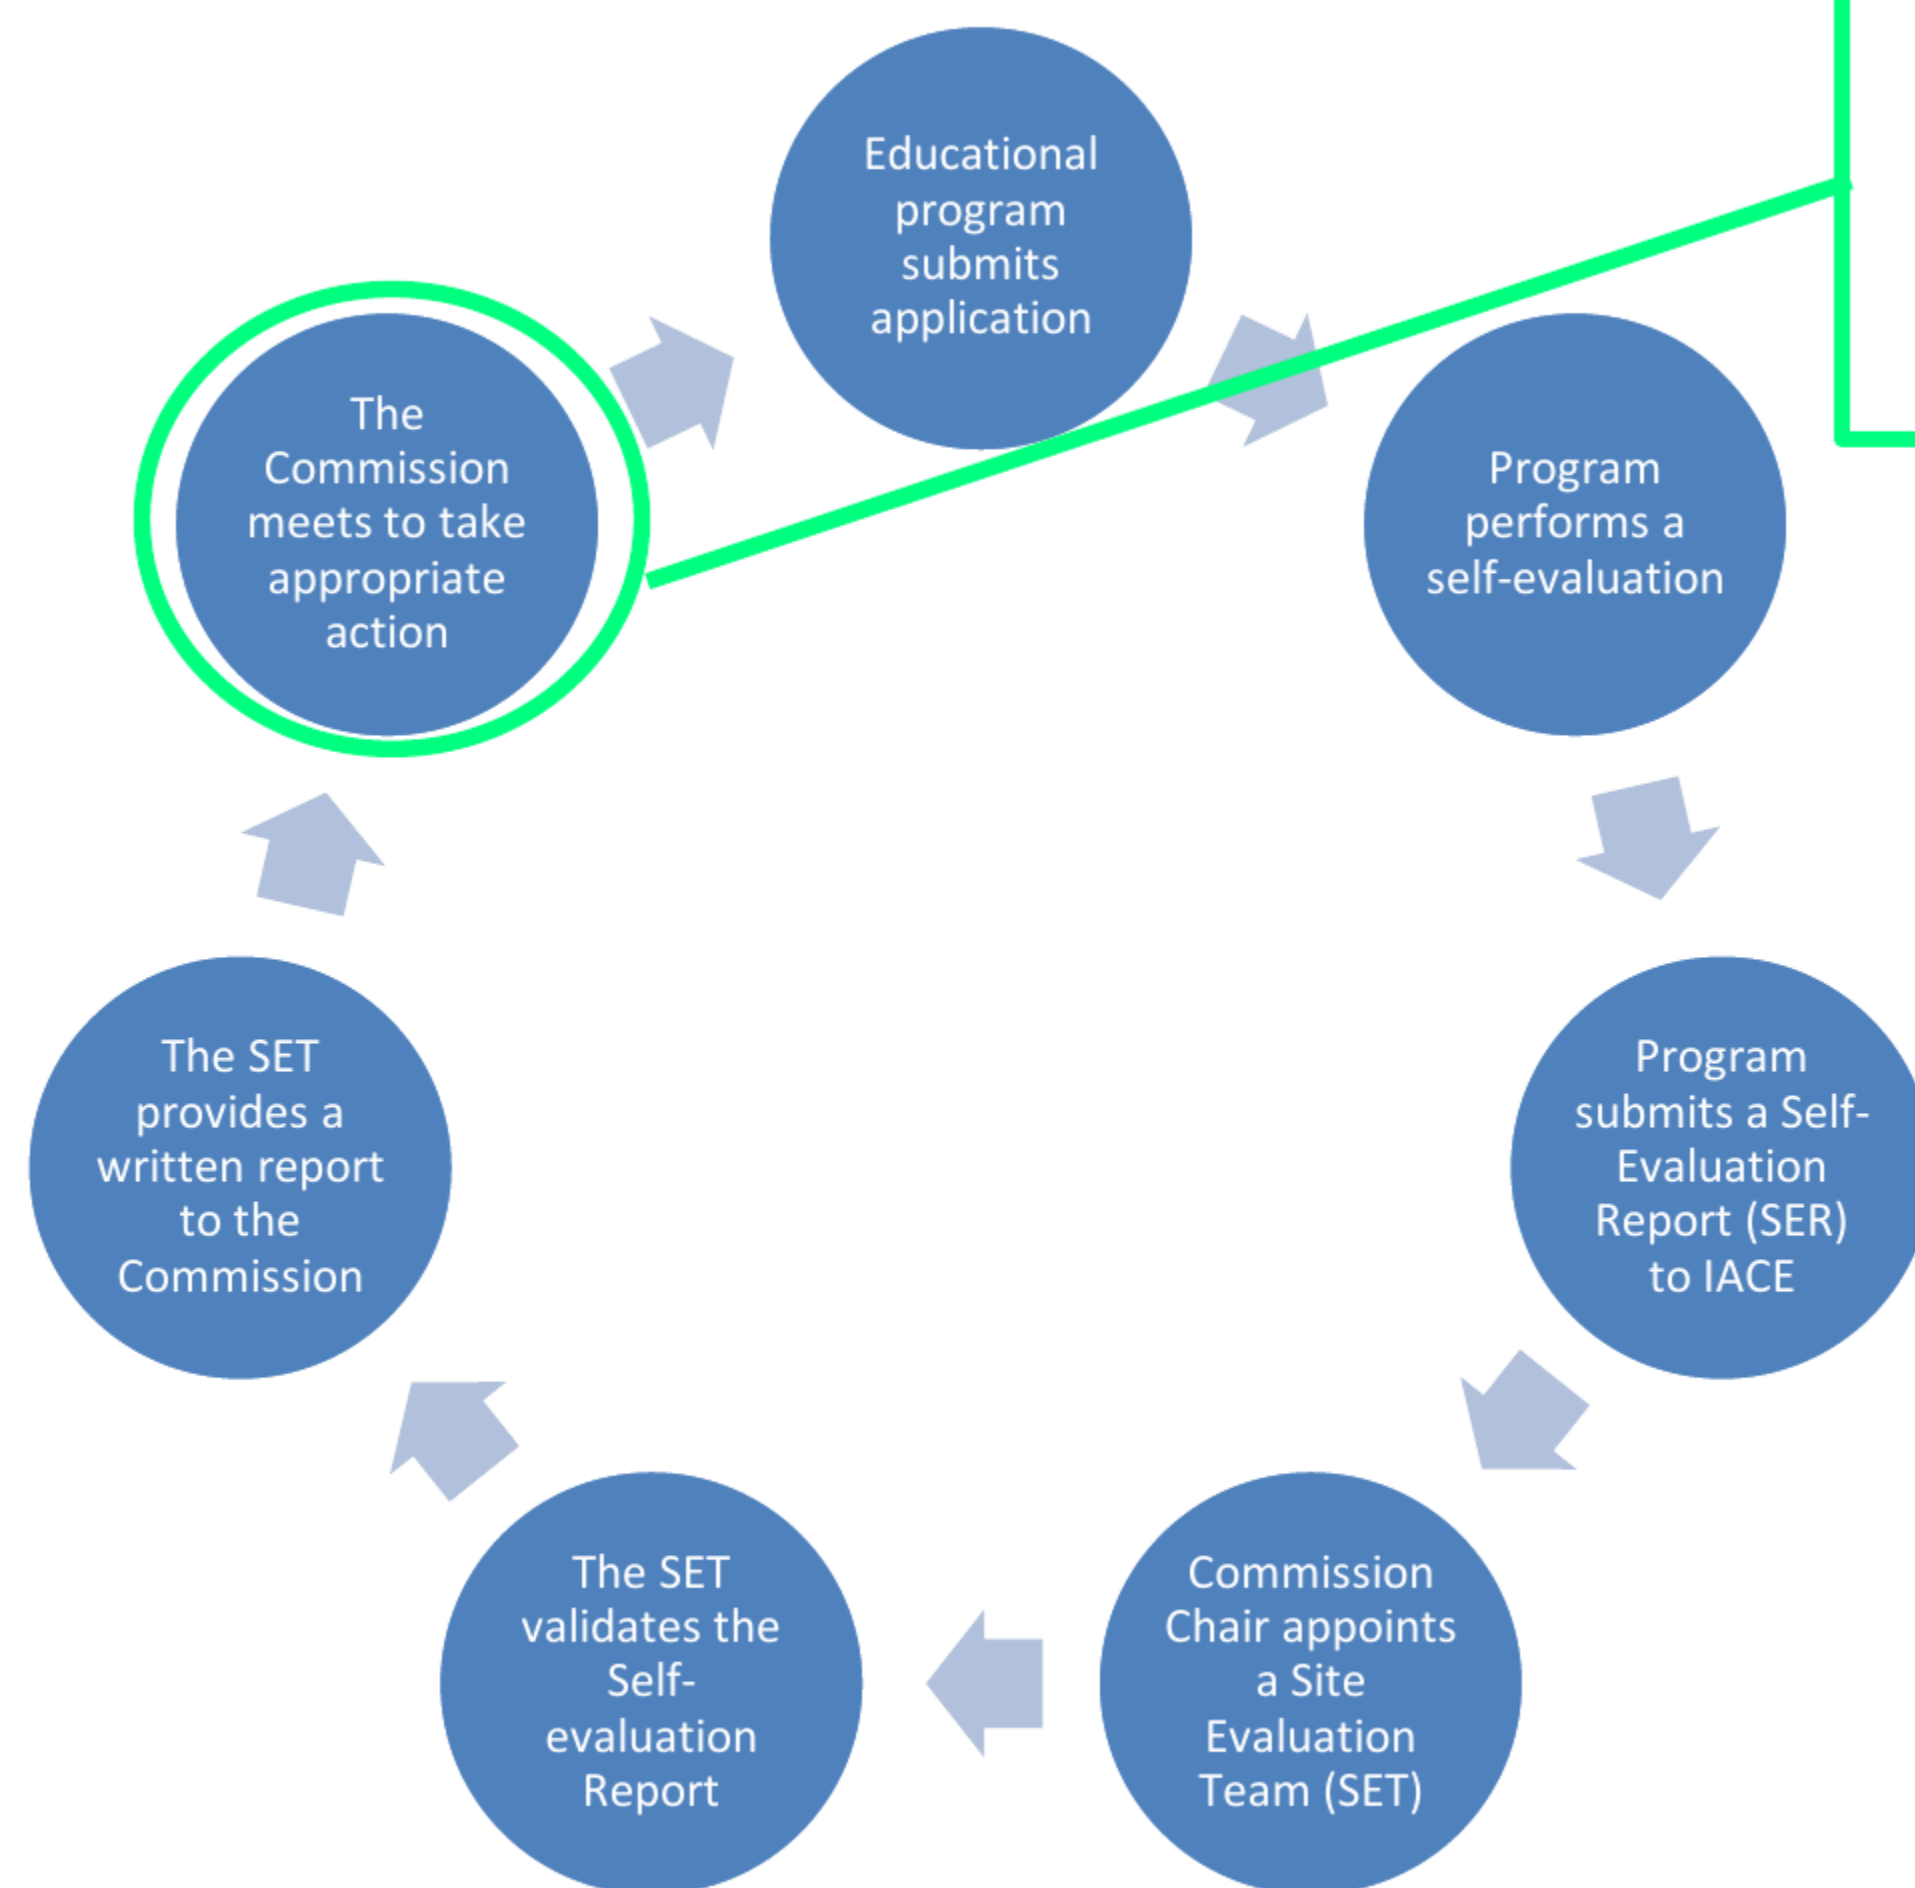 Educational
program
submits
application
Program
performs a
self-evaluation
Program
submits a Self-
Evaluation
Report (SER)
to IACE
Commission
Chair appoints
a Site
Evaluation
Team (SET)
The SET
validates the
Self-
evaluation
Report
The SET
provides a
written report
to the
Commission
The
Commission
meets to take
appropriate
action